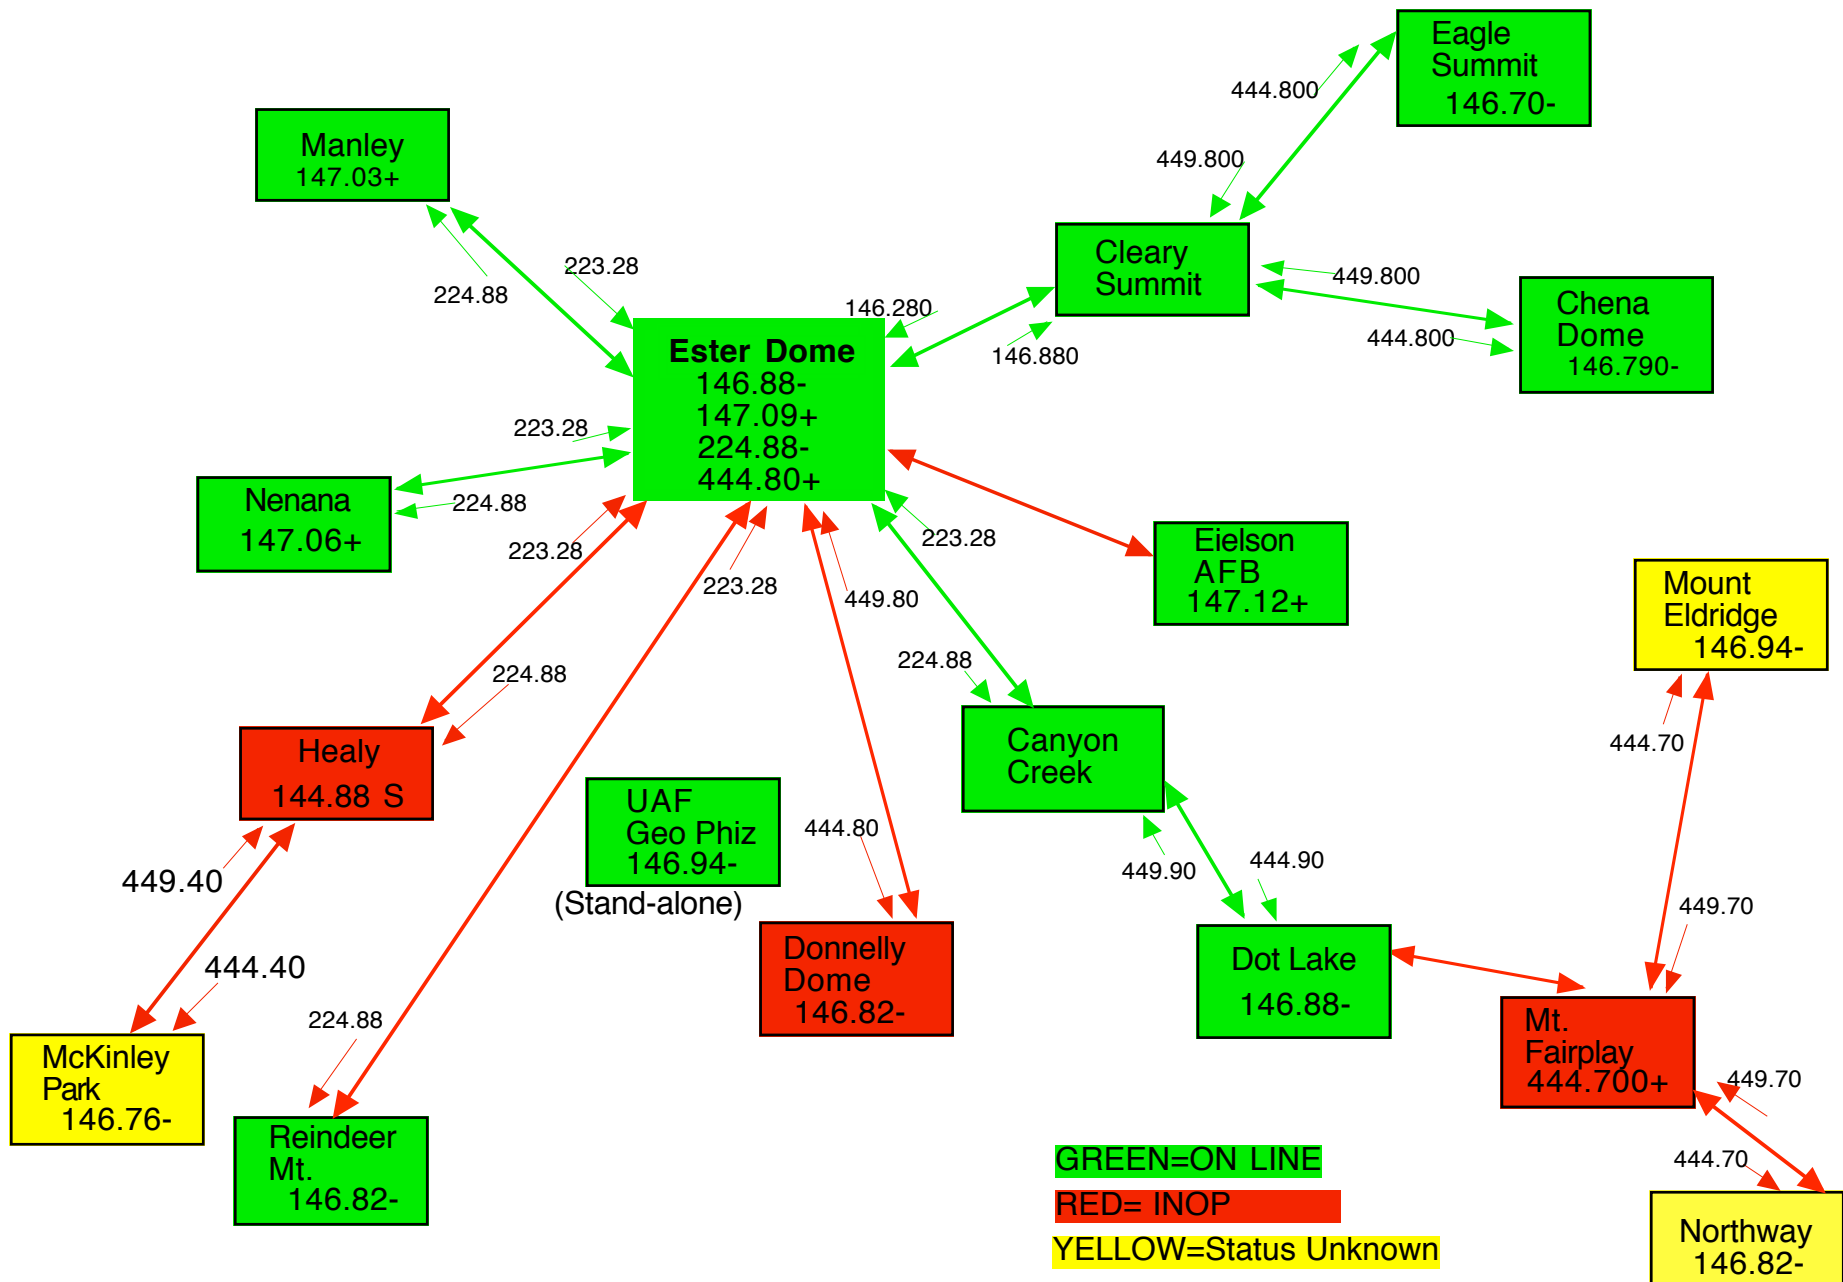 Eagle
Summit
146.70-
444.800
449.800
Manley
147.03+
223.28
224.88
Cleary
Summit
449.800
444.800
Chena
Dome
146.790-
146.280
146.880
Ester Dome
146.88-
147.09+
224.88-
444.80+
223.28
224.88
Nenana
147.06+
223.28
223.28
449.80
223.28
Eielson
AFB
147.12+
Mount
Eldridge
146.94-
224.88
224.88
444.70
Healy
144.88 S
Canyon
Creek
UAF
Geo Phiz
146.94-
(Stand-alone)
444.80
449.90
444.90
449.40
444.40
449.70
Donnelly
Dome
146.82-
Dot Lake
146.88-
224.88
McKinley
Park
146.76-
Mt.
Fairplay
444.700+
449.70
444.70
Reindeer
Mt.
146.82-
GREEN=ON LINE
RED= INOP
YELLOW=Status Unknown
Northway
146.82-